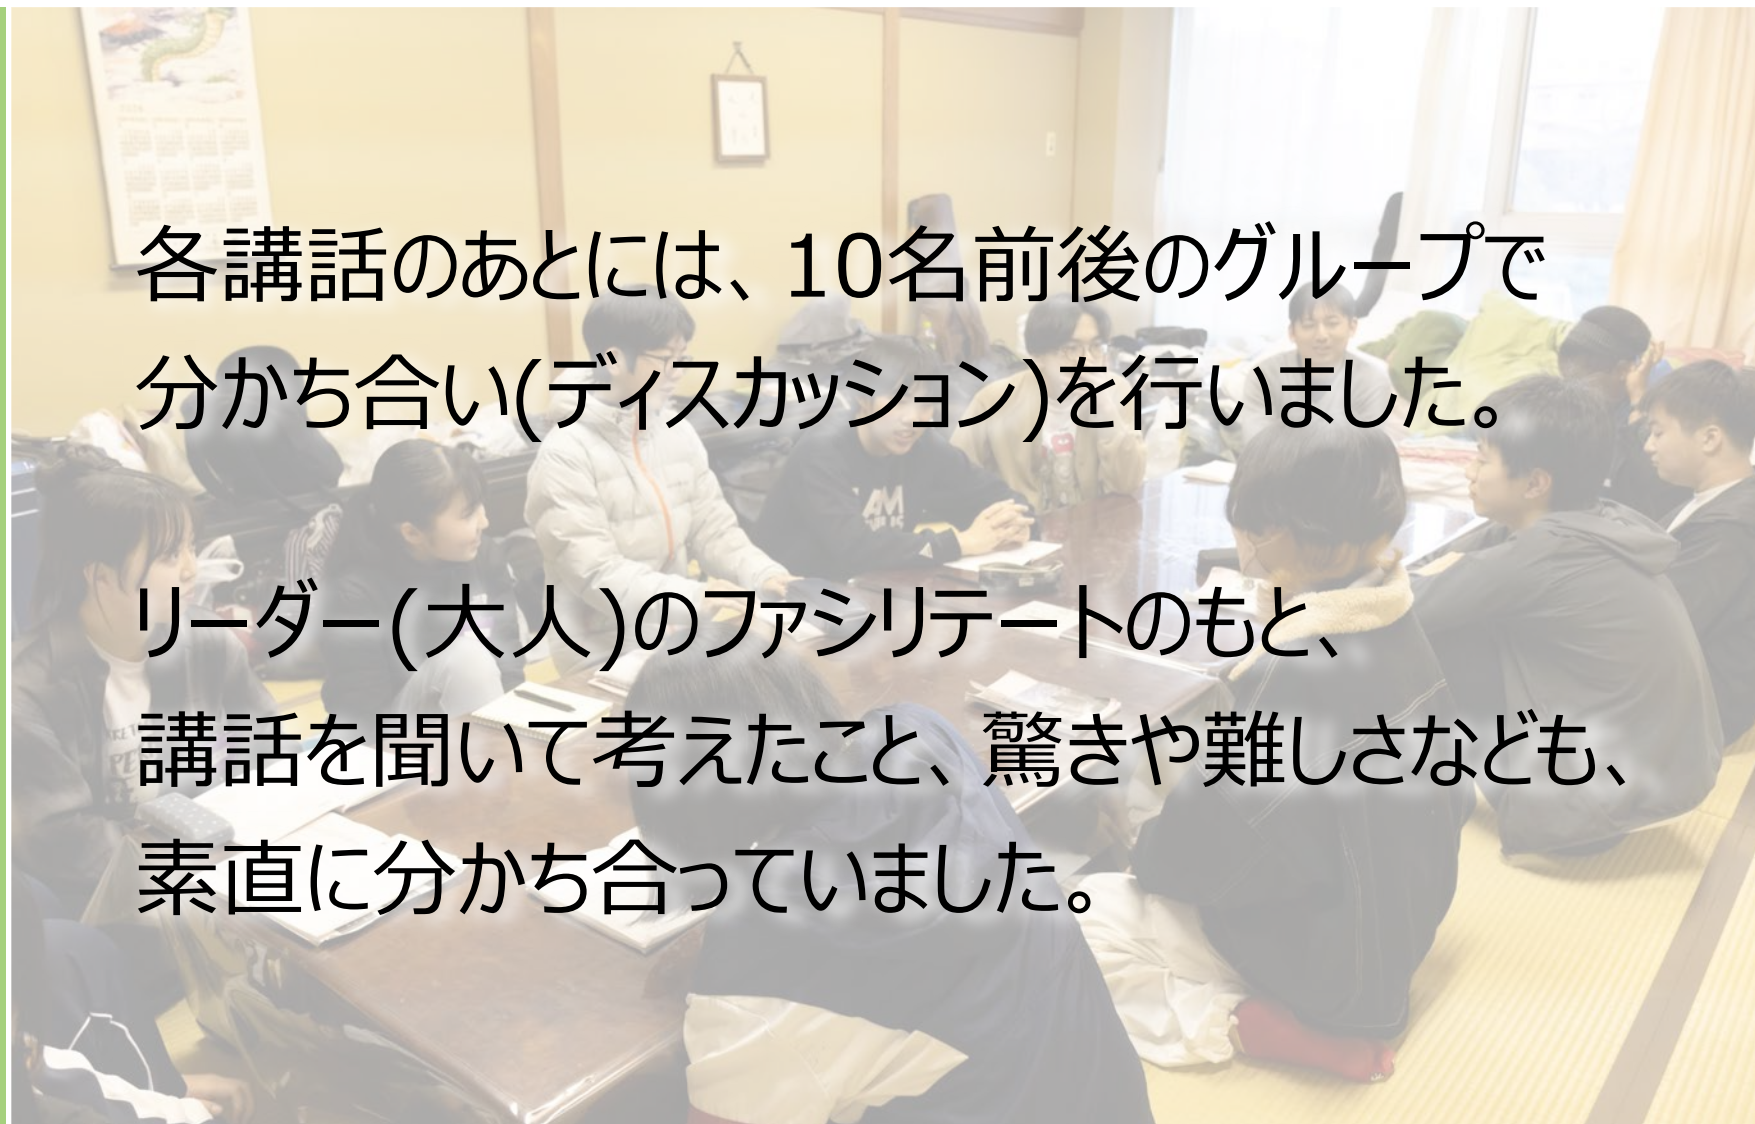 各講話のあとには、10名前後のグループで
分かち合い(ディスカッション)を行いました。
リーダー(大人)のファシリテートのもと、
講話を聞いて考えたこと、驚きや難しさなども、
素直に分かち合っていました。